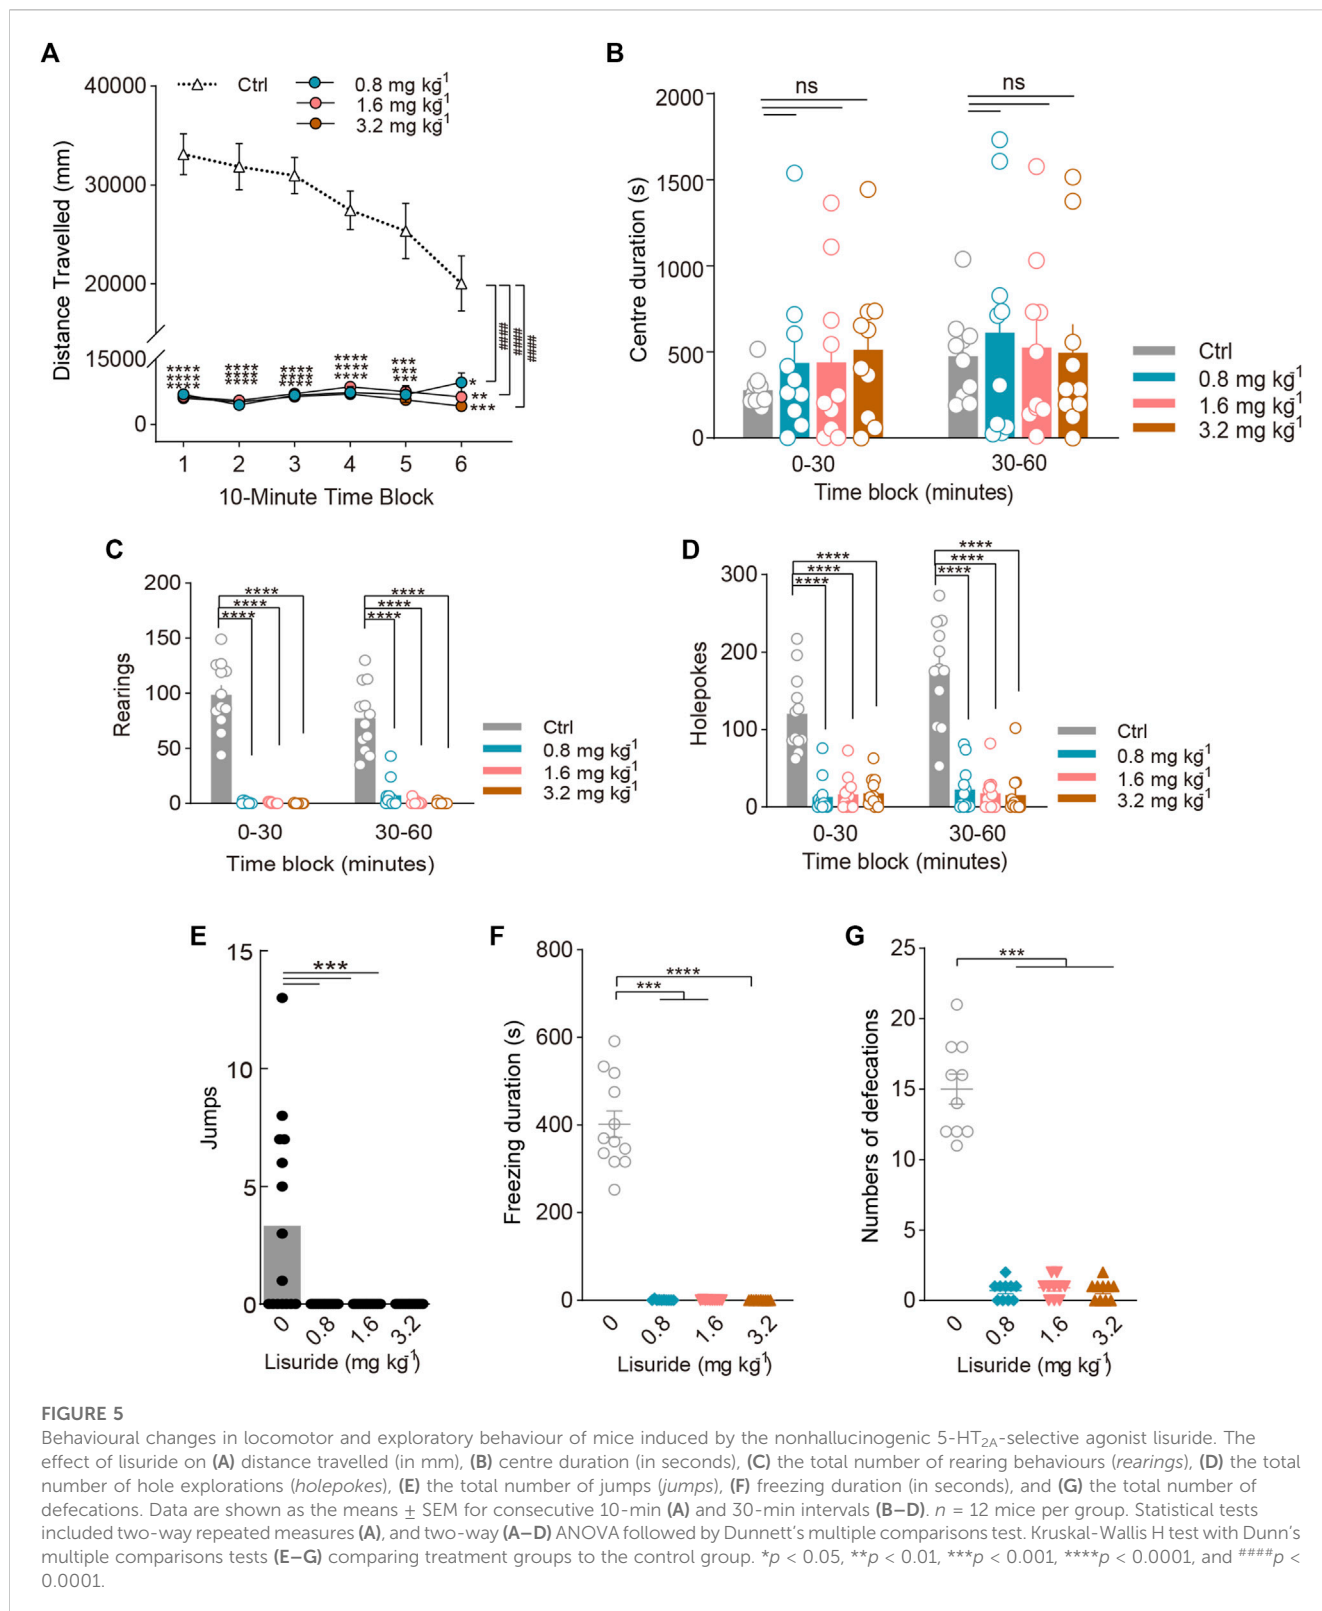 A
40000
30000
20000
15000
0
Distance Travelled (mm)
Ctrl
0.8 mg kg-1
1.6 mg kg-1
3.2 mg kg-1
####
####
####
**** **** **** **** ***
**** **** **** **** ***
**** **** **** **** ***
*
**
***
1 2 3 4 5 6
10-Minute Time Block
B
ns ns
2000
1500
1000
500
0
Centre duration (s)
0-30 30-60
Time block (minutes)
Ctrl
0.8 mg kg-1
1.6 mg kg-1
3.2 mg kg-1
C
200
150
100
50
0
Rearings
**** ****
**** ****
**** ****
0-30 30-60
Time block (minutes)
Ctrl
0.8 mg kg-1
1.6 mg kg-1
3.2 mg kg-1
D
300
200
100
0
Holepokes
**** ****
**** ****
**** ****
0-30 30-60
Time block (minutes)
Ctrl
0.8 mg kg-1
1.6 mg kg-1
3.2 mg kg-1
E
15
10
5
0
Jumps
***
0 0.8 1.6 3.2
Lisuride (mg kg-1)
F
800
600
400
200
0
Freezing duration (s)
****
***
0 0.8 1.6 3.2
Lisuride (mg kg-1)
G
25
20
15
10
5
0
Numbers of defecations
***
0 0.8 1.6 3.2
Lisuride (mg kg-1)
FIGURE 5
Behavioural changes in locomotor and exploratory behaviour of mice induced by the nonhallucinogenic 5-HT2A-selective agonist lisuride. The
effect of lisuride on (A) distance travelled (in mm), (B) centre duration (in seconds), (C) the total number of rearing behaviours (rearings), (D) the total
number of hole explorations (holepokes), (E) the total number of jumps (jumps), (F) freezing duration (in seconds), and (G) the total number of
defecations. Data are shown as the means ± SEM for consecutive 10-min (A) and 30-min intervals (B–D). n = 12 mice per group. Statistical tests
included two-way repeated measures (A), and two-way (A–D) ANOVA followed by Dunnett's multiple comparisons test. Kruskal-Wallis H test with Dunn's
multiple comparisons tests (E–G) comparing treatment groups to the control group. *p < 0.05, **p < 0.01, ***p < 0.001, ****p < 0.0001, and ####p <
0.0001.